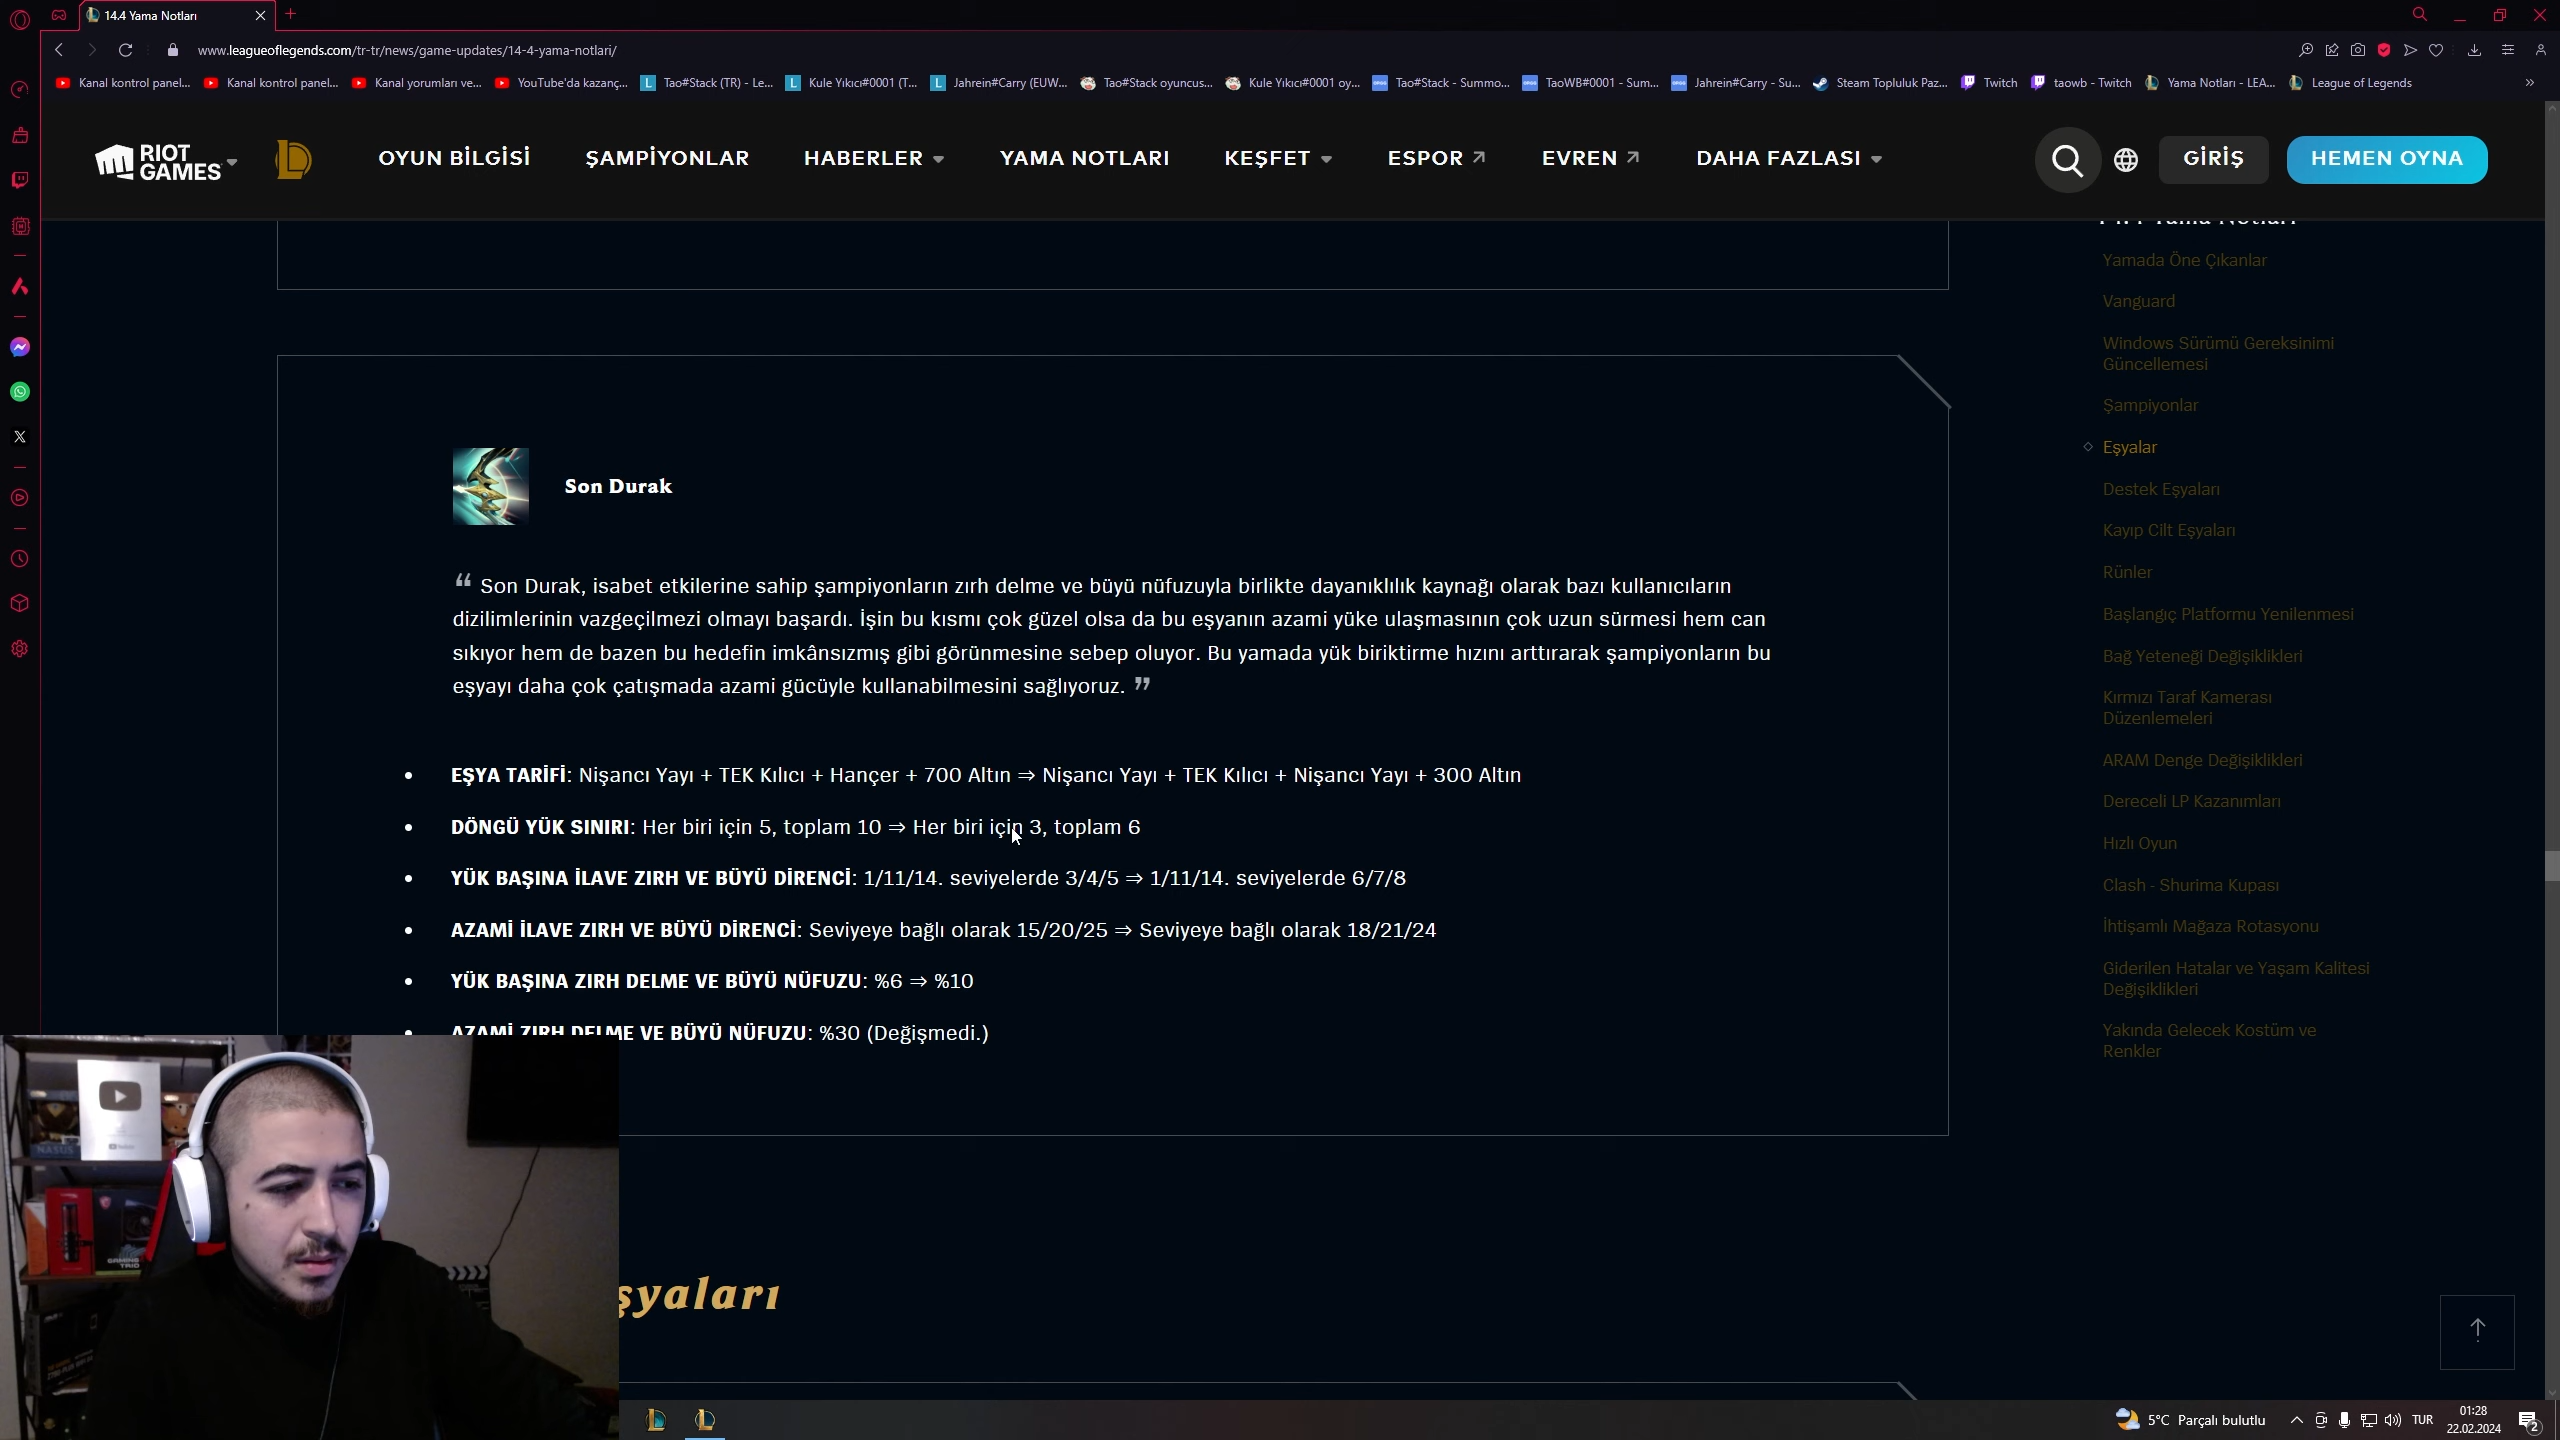 14.4 Yama Notları
www.leagueoflegends.com/tr-tr/news/game-updates/14-4-yama-notlari/
Kanal kontrol panel...
Kanal kontrol panel...
Kanal yorumları ve...
YouTube'da kazanç...
Tao#Stack (TR) - Le...
Kule Yıkıcı#0001 (T...
Jahrein#Carry (EUW...
Tao#Stack oyuncus...
Kule Yıkıcı#0001 oy...
Tao#Stack - Summo...
TaoWB#0001 - Sum...
Jahrein#Carry - Su...
Steam Topluluk Paz...
Twitch
taowb - Twitch
Yama Notları - LEA...
League of Legends
RIOT GAMES
OYUN BİLGİSİ
ŞAMPİYONLAR
HABERLER
YAMA NOTLARI
KEŞFET
ESPOR
EVREN
DAHA FAZLASI
GİRİŞ
HEMEN OYNA
Son Durak
“ Son Durak, isabet etkilerine sahip şampiyonların zırh delme ve büyü nüfuzuyla birlikte dayanıklılık kaynağı olarak bazı kullanıcıların
dizilimlerinin vazgeçilmezi olmayı başardı. İşin bu kısmı çok güzel olsa da bu eşyanın azami yüke ulaşmasının çok uzun sürmesi hem can
sıkıyor hem de bazen bu hedefin imkânsızmış gibi görünmesine sebep oluyor. Bu yamada yük biriktirme hızını arttırarak şampiyonların bu
eşyayı daha çok çatışmada azami gücüyle kullanabilmesini sağlıyoruz. ”
• EŞYA TARİFİ: Nişancı Yayı + TEK Kılıcı + Hançer + 700 Altın ⇒ Nişancı Yayı + TEK Kılıcı + Nişancı Yayı + 300 Altın
• DÖNGÜ YÜK SINIRI: Her biri için 5, toplam 10 ⇒ Her biri için 3, toplam 6
• YÜK BAŞINA İLAVE ZIRH VE BÜYÜ DİRENCİ: 1/11/14. seviyelerde 3/4/5 ⇒ 1/11/14. seviyelerde 6/7/8
• AZAMİ İLAVE ZIRH VE BÜYÜ DİRENCİ: Seviyeye bağlı olarak 15/20/25 ⇒ Seviyeye bağlı olarak 18/21/24
• YÜK BAŞINA ZIRH DELME VE BÜYÜ NÜFUZU: %6 ⇒ %10
• AZAMİ ZIRH DELME VE BÜYÜ NÜFUZU: %30 (Değişmedi.)
şyaları
14.4 Yama Notları
Yamada Öne Çıkanlar
Vanguard
Windows Sürümü Gereksinimi
Güncellemesi
Şampiyonlar
Eşyalar
Destek Eşyaları
Kayıp Cilt Eşyaları
Rünler
Başlangıç Platformu Yenilenmesi
Bağ Yeteneği Değişiklikleri
Kırmızı Taraf Kamerası
Düzenlemeleri
ARAM Denge Değişiklikleri
Dereceli LP Kazanımları
Hızlı Oyun
Clash - Shurima Kupası
İhtişamlı Mağaza Rotasyonu
Giderilen Hatalar ve Yaşam Kalitesi
Değişiklikleri
Yakında Gelecek Kostüm ve
Renkler
NASUS
5°C Parçalı bulutlu
TUR
01:28
22.02.2024
2